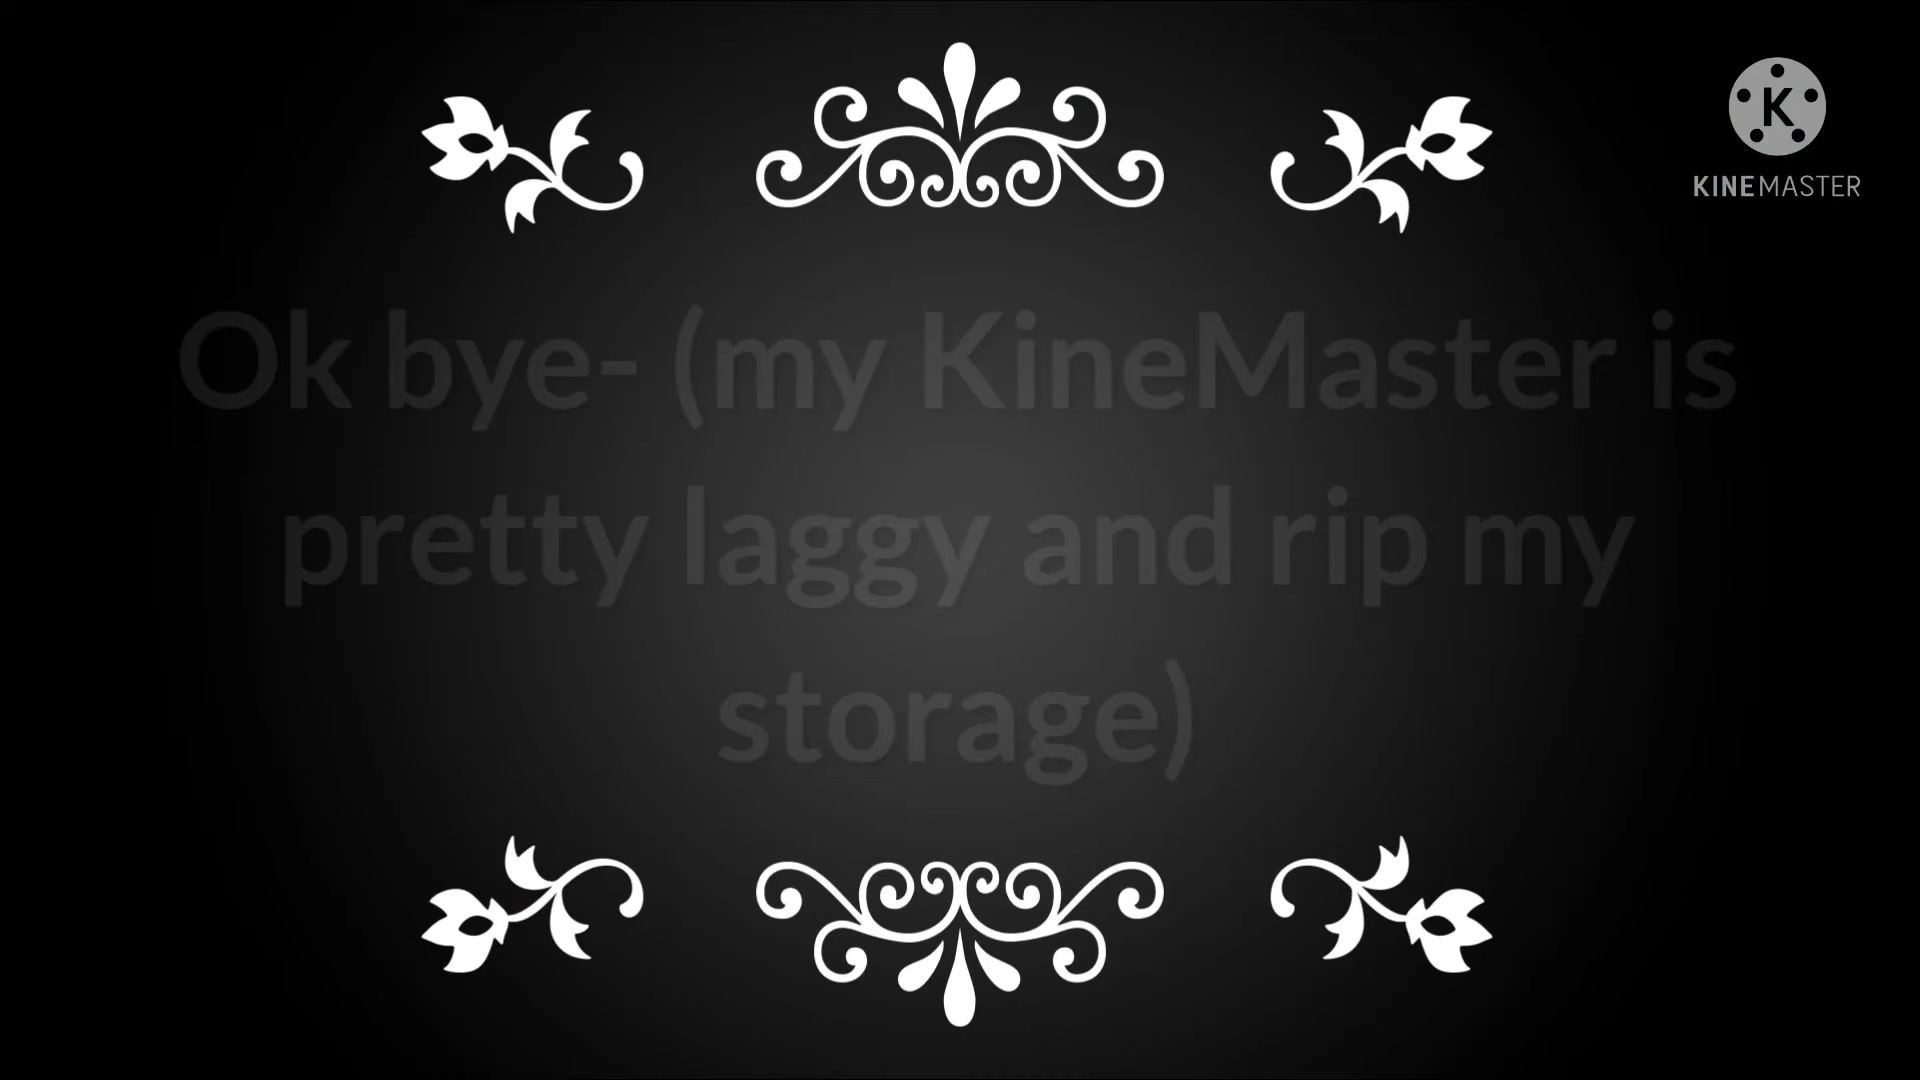 K
KINEMASTER
Ok bye- (my KineMaster is
pretty laggy and rip my
storage)